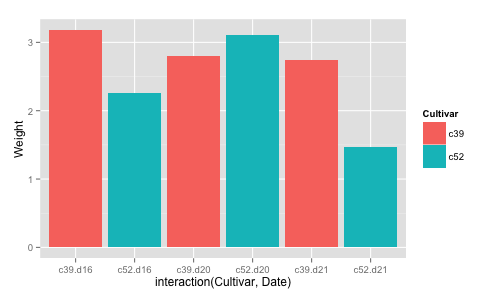 3
2
1
0
Weight
c39.d16 c52.d16 c39.d20 c52.d20 c39.d21 c52.d21
interaction(Cultivar, Date)
Cultivar
c39
c52